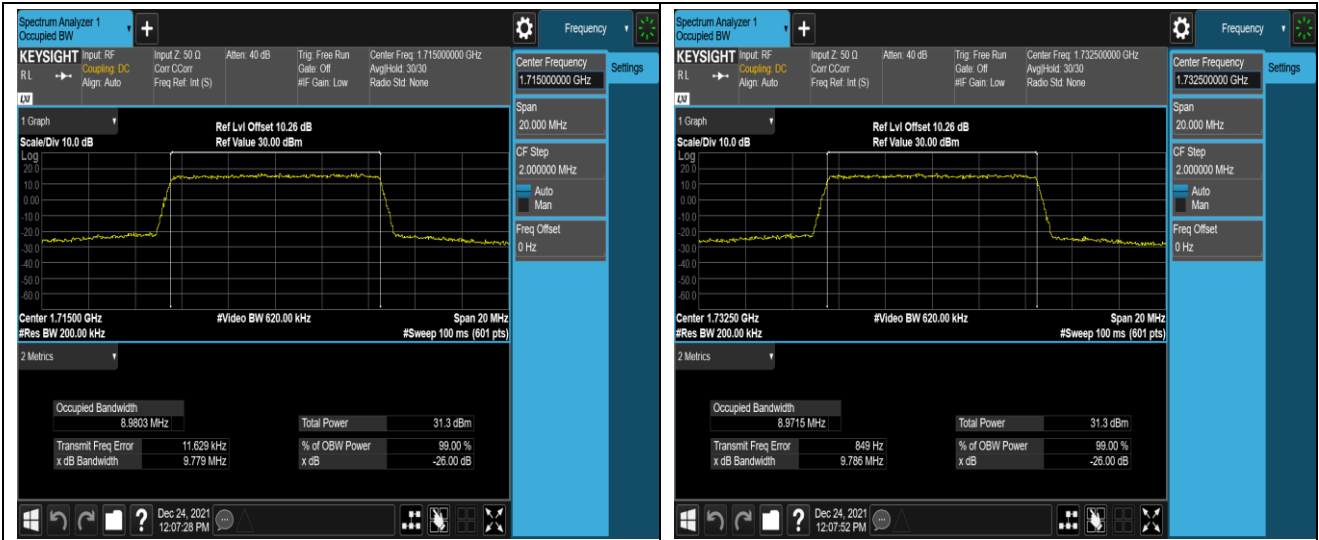 Spectrum Analyzer 1
Occupied BW
+
Frequency
KEYSIGHT
RL
LXI
Input: RF
Coupling: DC
Align: Auto
Input Z: 50 Ω
Corr CCorr
Freq Ref: Int (S)
Atten: 40 dB
Trig: Free Run
Gate: Off
#IF Gain: Low
Center Freq: 1.715000000 GHz
Avg|Hold: 30/30
Radio Std: None
Center Frequency
1.715000000 GHz
Settings
Span
20.000 MHz
CF Step
2.000000 MHz
Auto
Man
Freq Offset
0 Hz
1 Graph
Ref Lvl Offset 10.26 dB
Scale/Div 10.0 dB
Ref Value 30.00 dBm
Log
20.0
10.0
0.00
-10.0
-20.0
-30.0
-40.0
-50.0
-60.0
Center 1.71500 GHz
#Video BW 620.00 kHz
Span 20 MHz
#Res BW 200.00 kHz
#Sweep 100 ms (601 pts)
2 Metrics
Occupied Bandwidth
8.9803 MHz
Total Power 31.3 dBm
Transmit Freq Error 11.629 kHz
% of OBW Power 99.00 %
x dB Bandwidth 9.779 MHz
x dB -26.00 dB
?
Dec 24, 2021
12:07:28 PM
Spectrum Analyzer 1
Occupied BW
+
Frequency
KEYSIGHT
RL
LXI
Input: RF
Coupling: DC
Align: Auto
Input Z: 50 Ω
Corr CCorr
Freq Ref: Int (S)
Atten: 40 dB
Trig: Free Run
Gate: Off
#IF Gain: Low
Center Freq: 1.732500000 GHz
Avg|Hold: 30/30
Radio Std: None
Center Frequency
1.732500000 GHz
Settings
Span
20.000 MHz
CF Step
2.000000 MHz
Auto
Man
Freq Offset
0 Hz
1 Graph
Ref Lvl Offset 10.26 dB
Scale/Div 10.0 dB
Ref Value 30.00 dBm
Log
20.0
10.0
0.00
-10.0
-20.0
-30.0
-40.0
-50.0
-60.0
Center 1.73250 GHz
#Video BW 620.00 kHz
Span 20 MHz
#Res BW 200.00 kHz
#Sweep 100 ms (601 pts)
2 Metrics
Occupied Bandwidth
8.9715 MHz
Total Power 31.3 dBm
Transmit Freq Error 849 Hz
% of OBW Power 99.00 %
x dB Bandwidth 9.786 MHz
x dB -26.00 dB
?
Dec 24, 2021
12:07:52 PM